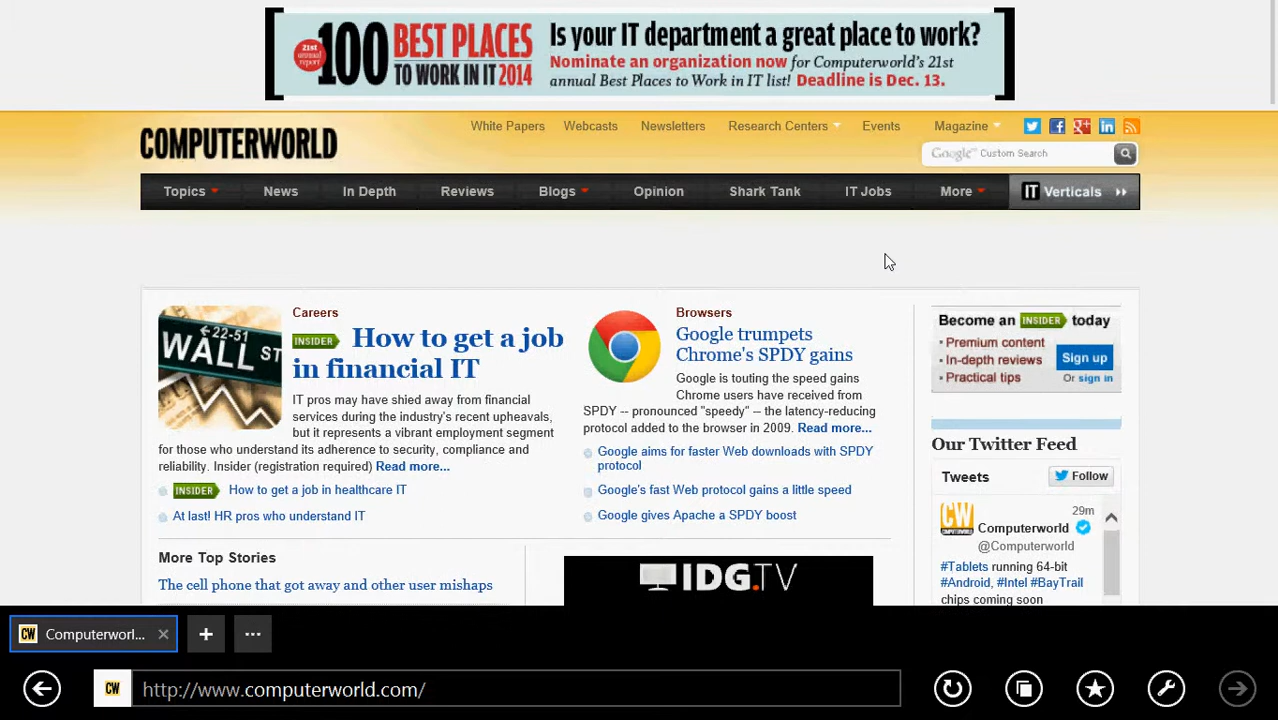 21st annual report
100 BEST PLACES
TO WORK IN IT 2014
Is your IT department a great place to work?
Nominate an organization now for Computerworld's 21st
annual Best Places to Work in IT list! Deadline is Dec. 13.
White Papers Webcasts Newsletters Research Centers Events Magazine
COMPUTERWORLD
Google™ Custom Search
Topics News In Depth Reviews Blogs Opinion Shark Tank IT Jobs More IT Verticals
22-51
WALL ST
Careers
INSIDER How to get a job
in financial IT
IT pros may have shied away from financial
services during the industry's recent upheavals,
but it represents a vibrant employment segment
for those who understand its adherence to security, compliance and
reliability. Insider (registration required) Read more...
INSIDER How to get a job in healthcare IT
At last! HR pros who understand IT
Browsers
Google trumpets
Chrome's SPDY gains
Google is touting the speed gains
Chrome users have received from
SPDY -- pronounced "speedy" -- the latency-reducing
protocol added to the browser in 2009. Read more...
Google aims for faster Web downloads with SPDY
protocol
Google's fast Web protocol gains a little speed
Google gives Apache a SPDY boost
Become an INSIDER today
• Premium content
• In-depth reviews
• Practical tips
Sign up
Or sign in
Our Twitter Feed
Tweets
Follow
CW
29m
Computerworld
@Computerworld
#Tablets running 64-bit
#Android, #Intel #BayTrail
chips coming soon
More Top Stories
The cell phone that got away and other user mishaps
IDG.TV
CW Computerworl...
CW http://www.computerworld.com/